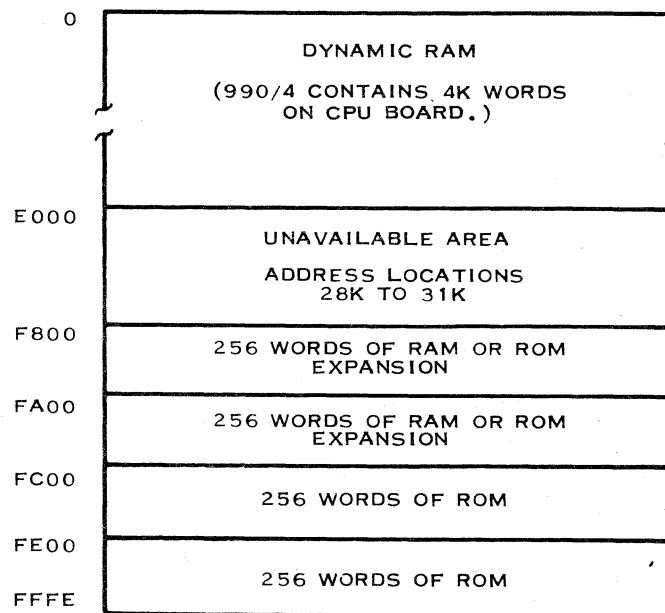 0
DYNAMIC RAM
(990/4 CONTAINS 4K WORDS
ON CPU BOARD.)
E000
UNAVAILABLE AREA
ADDRESS LOCATIONS
28K TO 31K
F800
256 WORDS OF RAM OR ROM
EXPANSION
FA00
256 WORDS OF RAM OR ROM
EXPANSION
FC00
256 WORDS OF ROM
FE00
256 WORDS OF ROM
FFFE